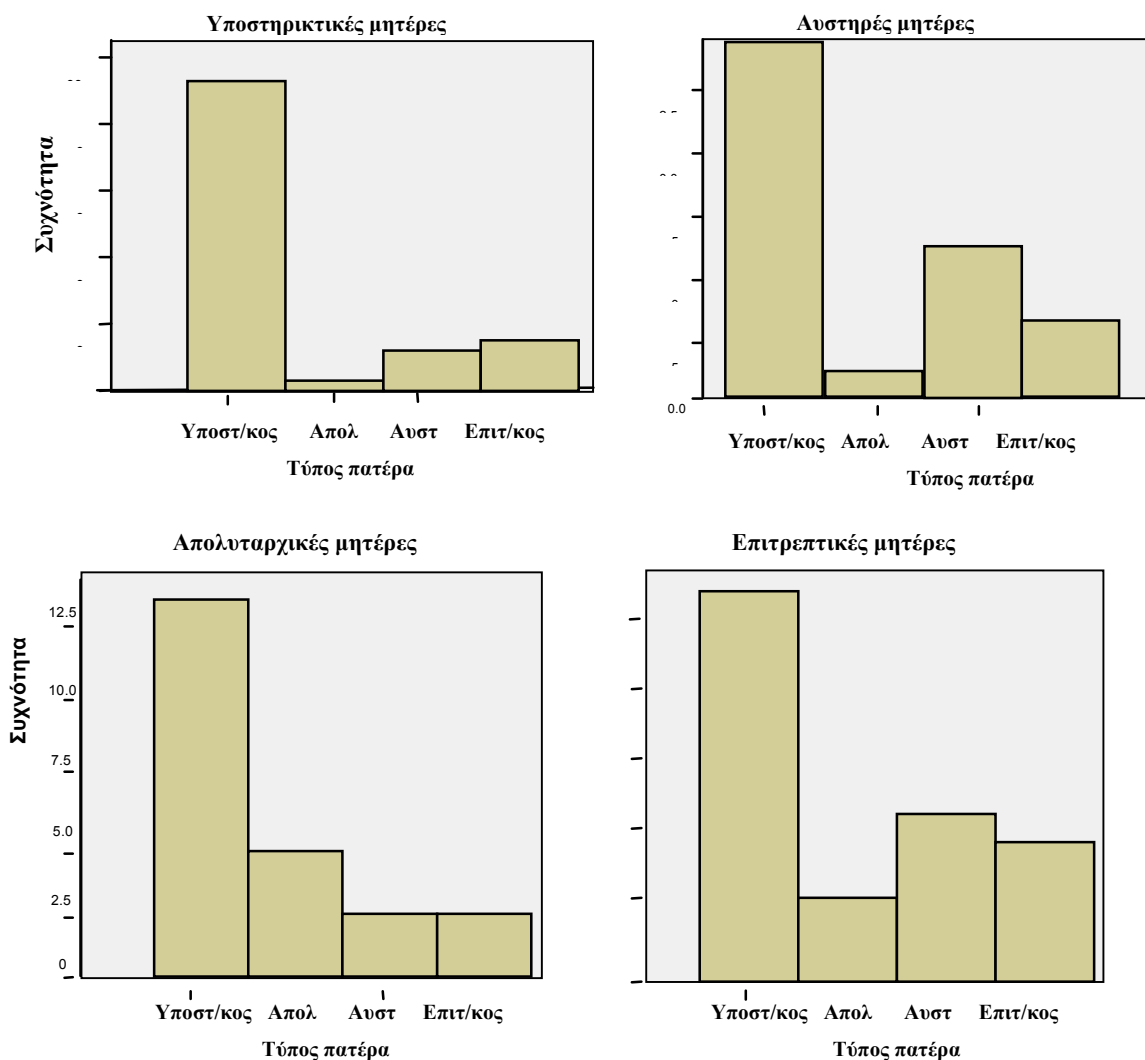 Υποστηρικτικές μητέρες
Συχνότητα
Υποστ/κος Απολ Αυστ Επιτ/κος
Τύπος πατέρα
Αυστηρές μητέρες
0.0
Υποστ/κος Απολ Αυστ Επιτ/κος
Τύπος πατέρα
Απολυταρχικές μητέρες
Συχνότητα
12.5
10.0
7.5
5.0
2.5
0
Υποστ/κος Απολ Αυστ Επιτ/κος
Τύπος πατέρα
Επιτρεπτικές μητέρες
Υποστ/κος Απολ Αυστ Επιτ/κος
Τύπος πατέρα